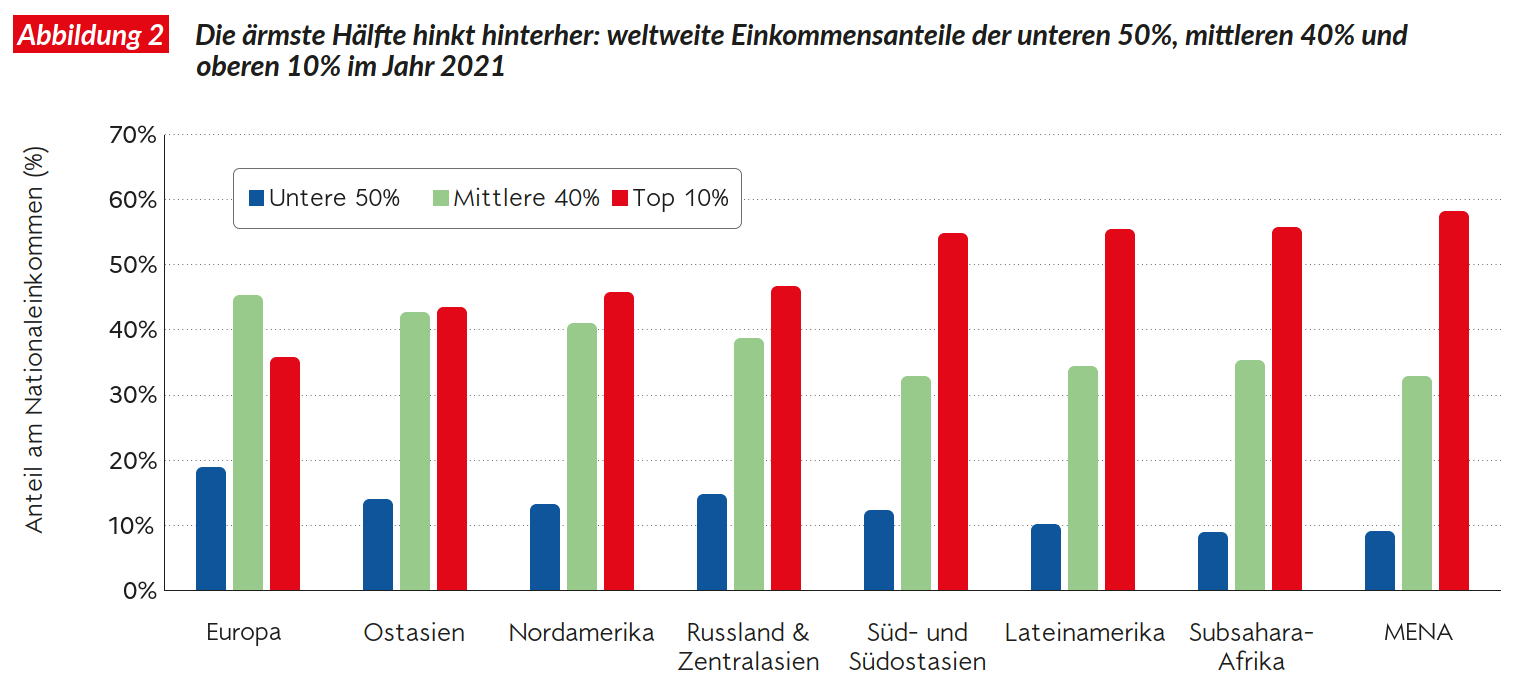 Abbildung 2
Die ärmste Hälfte hinkt hinterher: weltweite Einkommensanteile der unteren 50%, mittleren 40% und
oberen 10% im Jahr 2021
Anteil am Nationaleinkommen (%)
70%
60%
50%
40%
30%
20%
10%
0%
Untere 50%
Mittlere 40%
Top 10%
Europa
Ostasien
Nordamerika
Russland &
Zentralasien
Süd- und
Südostasien
Lateinamerika
Subsahara-
Afrika
MENA